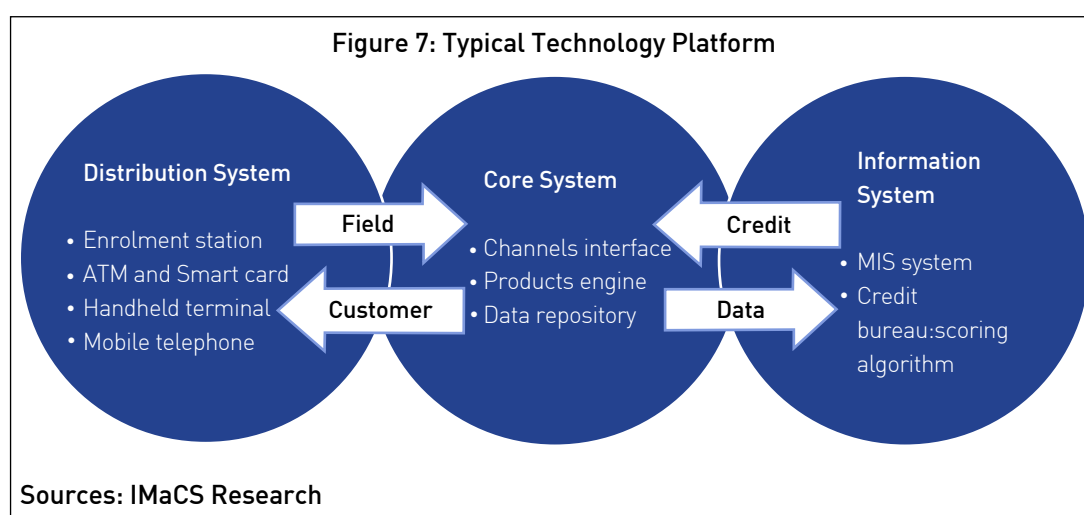 Figure 7: Typical Technology Platform
Distribution System
• Enrolment station
• ATM and Smart card
• Handheld terminal
• Mobile telephone
Field
Customer
Core System
• Channels interface
• Products engine
• Data repository
Credit
Data
Information
System
• MIS system
• Credit
bureau:scoring
algorithm
Sources: IMaCS Research